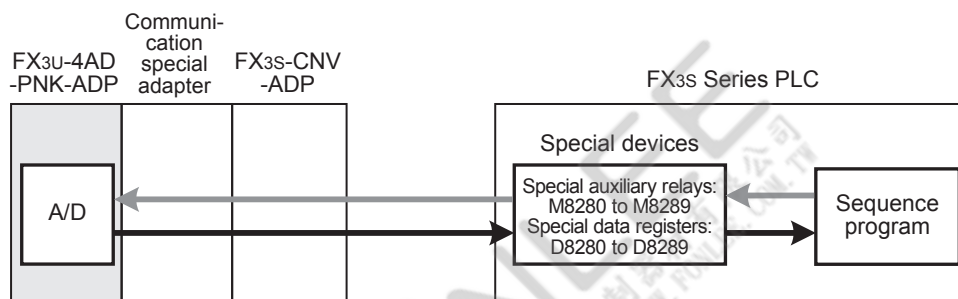 Communi-
cation
special
adapter
FX3U-4AD
-PNK-ADP
FX3S-CNV
-ADP
FX3S Series PLC
Special devices
A/D
Special auxiliary relays:
M8280 to M8289
Special data registers:
D8280 to D8289
Sequence
program